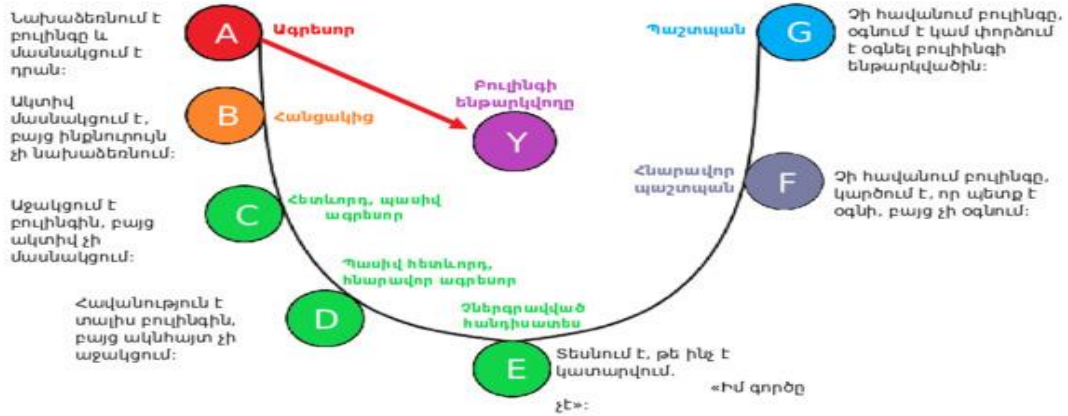 Նախաձեռնում է
բուլինգը և
մասնակցում է
դրան:
A
Ագրեսոր
Ակտիվ
մասնակցում է,
բայց ինքնուրույն
չի նախաձեռնում:
B
Հանցակից
Աջակցում է
բուլինգին, բայց
ակտիվ չի
մասնակցում:
C
Հետևորդ, պասիվ
ագրեսոր
Հավանություն է
տալիս բուլինգին,
բայց ակնհայտ չի
աջակցում:
D
Պասիվ հետևորդ,
հնարավոր ագրեսոր
Չներգրավված
հանդիսատես
E
Տեսնում է, թե ինչ է
կատարվում.
«Իմ գործը
չէ»:
Բուլինգի
ենթարկվողը
Y
Հնարավոր
պաշտպան
F
Չի հավանում բուլինգը,
կարծում է, որ պետք է
օգնի, բայց չի օգնում:
Պաշտպան
G
Չի հավանում բուլինգը,
օգնում է կամ փորձում
է օգնել բուլիինգի
ենթարկվածին: